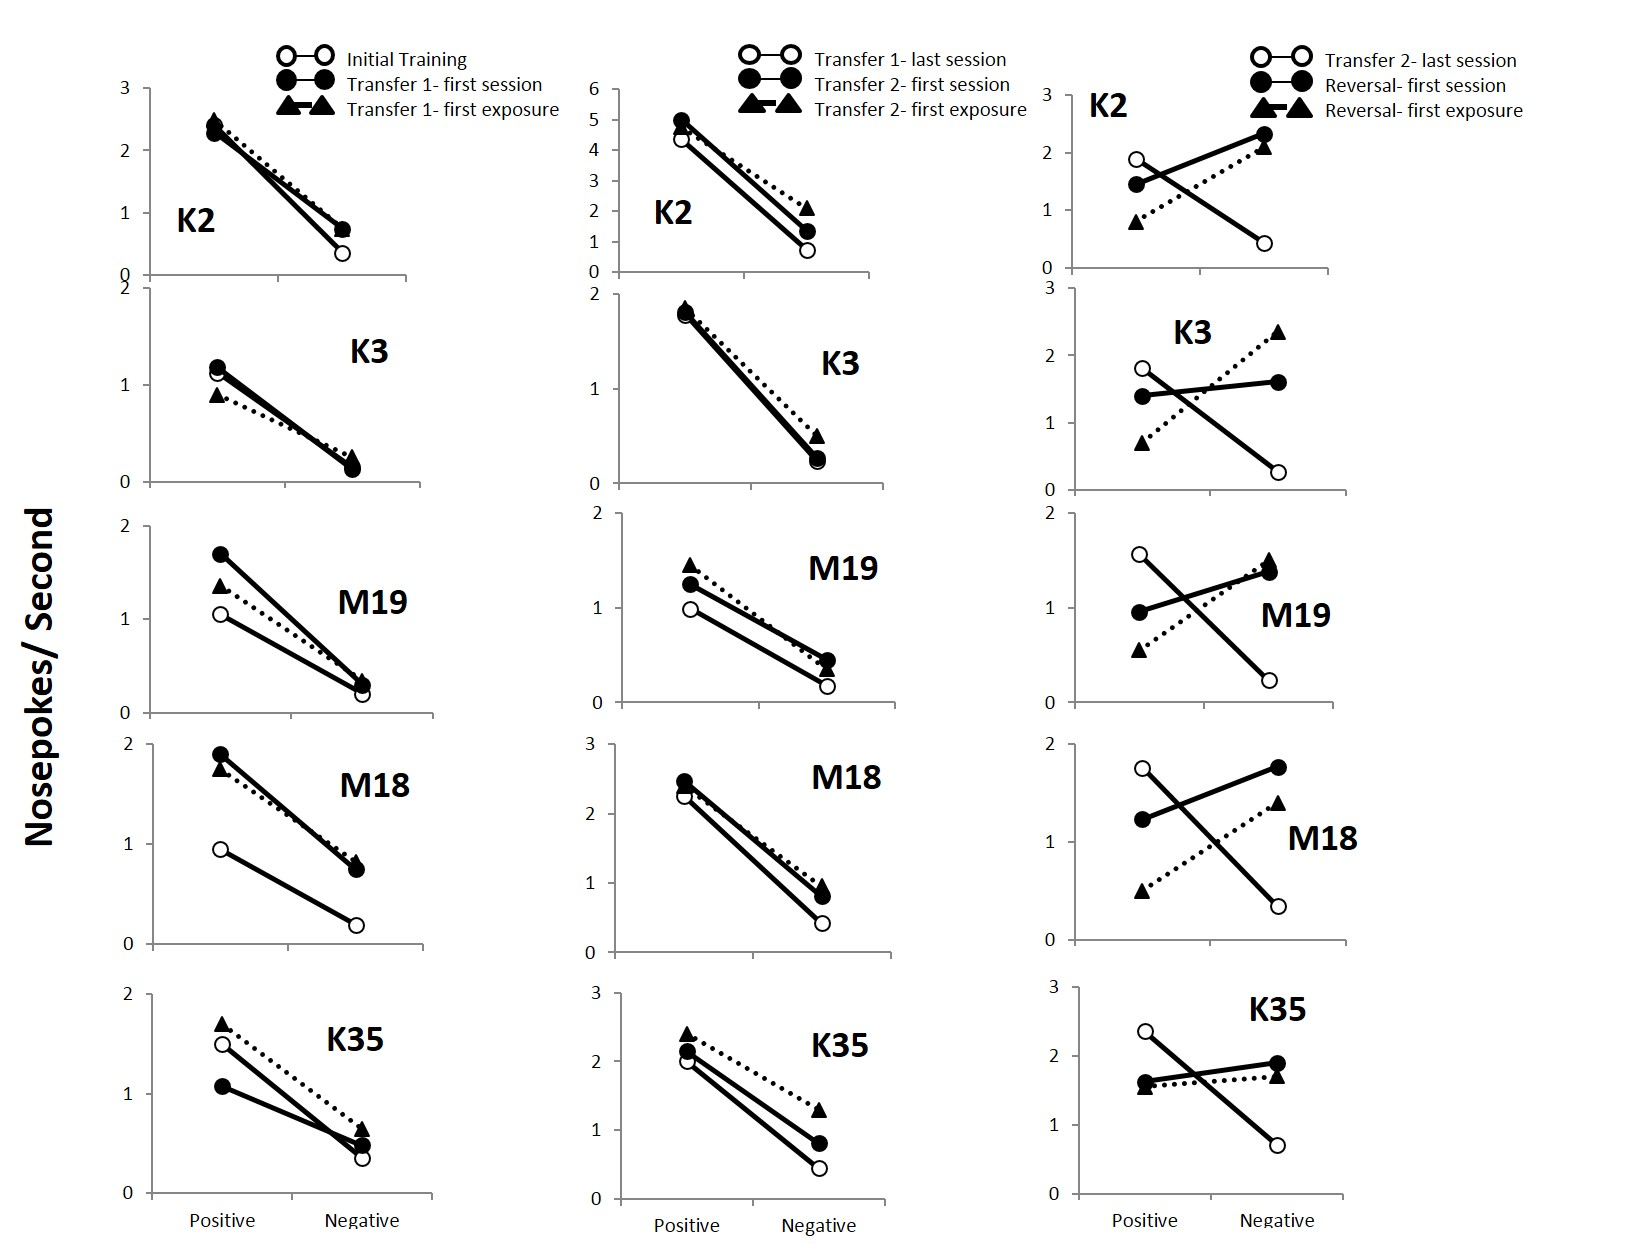 Initial Training
Transfer 1- first session
Transfer 1- first exposure
Transfer 1- last session
Transfer 2- first session
Transfer 2- first exposure
Transfer 2- last session
Reversal- first session
Reversal- first exposure
Nosepokes/ Second
3
2
1
0
K2
6
5
4
3
2
1
0
K2
3
2
1
0
K2
2
1
0
K3
2
1
0
K3
3
2
1
0
K3
2
1
0
M19
2
1
0
M19
2
1
0
M19
2
1
0
M18
3
2
1
0
M18
2
1
0
M18
2
1
0
K35
Positive Negative
3
2
1
0
K35
Positive Negative
3
2
1
0
K35
Positive Negative